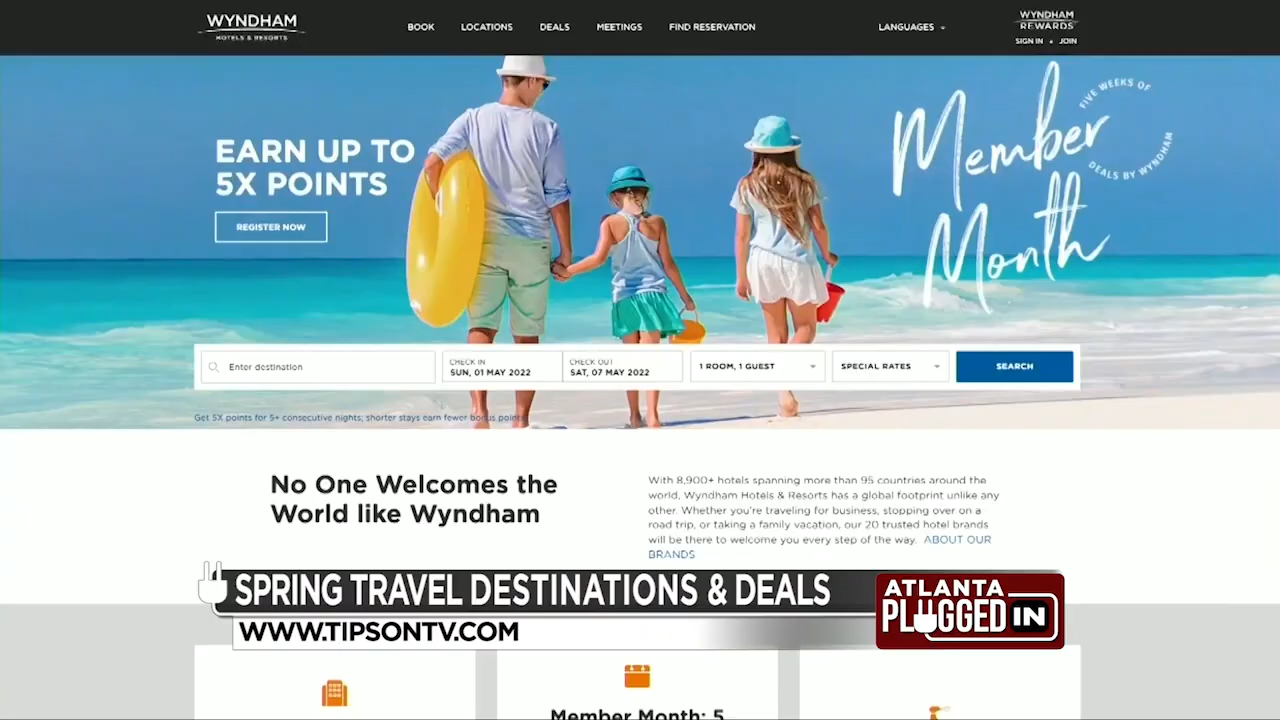 WYNDHAM
HOTELS & RESORTS
BOOK LOCATIONS DEALS MEETINGS FIND RESERVATION LANGUAGES
WYNDHAM
REWARDS
SIGN IN • JOIN
EARN UP TO
5X POINTS
REGISTER NOW
Member
Month
FIVE WEEKS OF
DEALS BY WYNDHAM
Enter destination
CHECK IN
SUN, 01 MAY 2022
CHECK OUT
SAT, 07 MAY 2022
1 ROOM, 1 GUEST
SPECIAL RATES
SEARCH
Get 5X points for 5+ consecutive nights; shorter stays earn fewer bonus points
No One Welcomes the
World like Wyndham
With 8,900+ hotels spanning more than 95 countries around the
world, Wyndham Hotels & Resorts has a global footprint unlike any
other. Whether you're traveling for business, stopping over on a
road trip, or taking a family vacation, our 20 trusted hotel brands
will be there to welcome you every step of the way. ABOUT OUR
BRANDS
SPRING TRAVEL DESTINATIONS & DEALS
WWW.TIPSONTV.COM
ATLANTA
PLUGGED IN
Member Month: 5